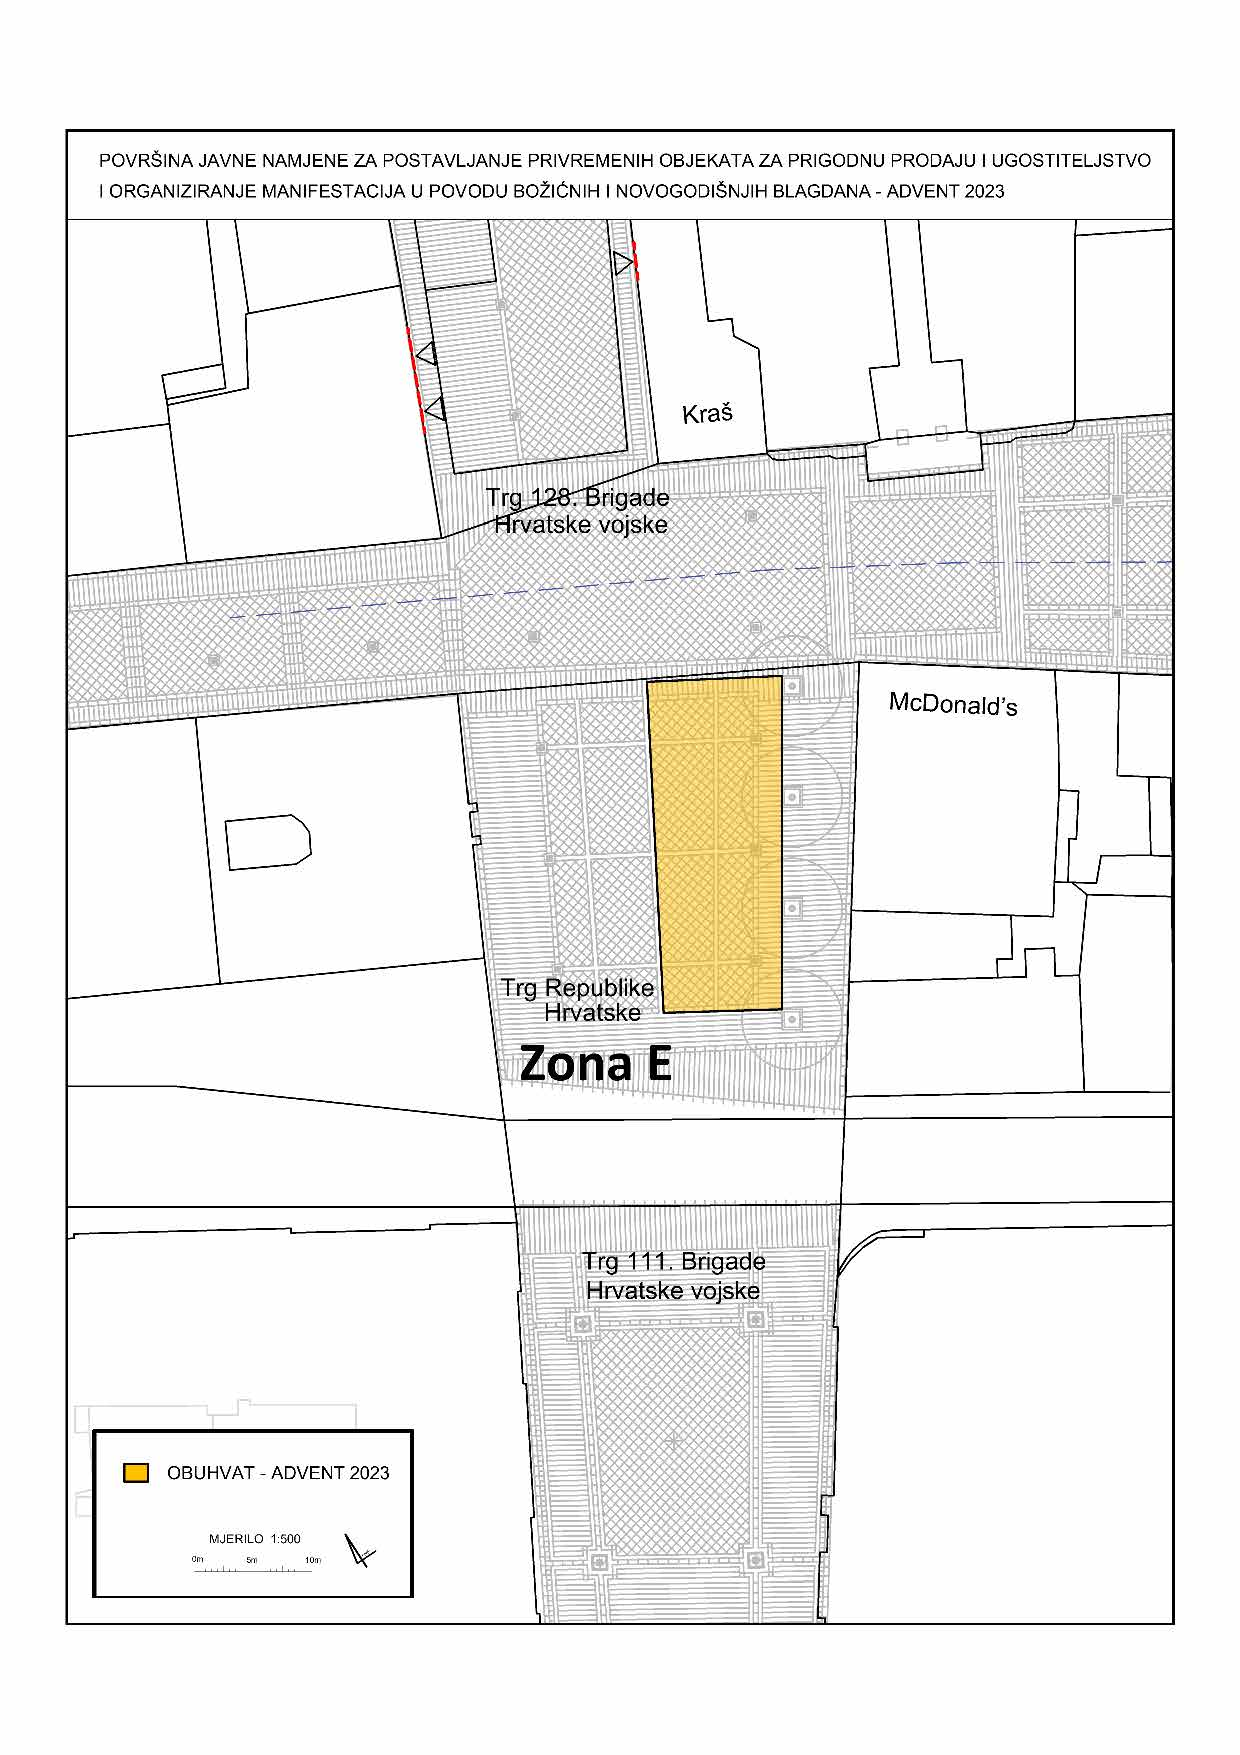 POVRŠINA JAVNE NAMJENE ZA POSTAVLJANJE PRIVREMENIH OBJEKATA ZA PRIGODNU PRODAJU I UGOSTITELJSTVO
I ORGANIZIRANJE MANIFESTACIJA U POVODU BOŽIĆNIH I NOVOGODIŠNJIH BLAGDANA - ADVENT 2023
Kraš
Trg 128. Brigade
Hrvatske vojske
McDonald's
Trg Republike
Hrvatske
Zona E
Trg 111. Brigade
Hrvatske vojske
OBUHVAT - ADVENT 2023
MJERILO 1:500
0m 5m 10m